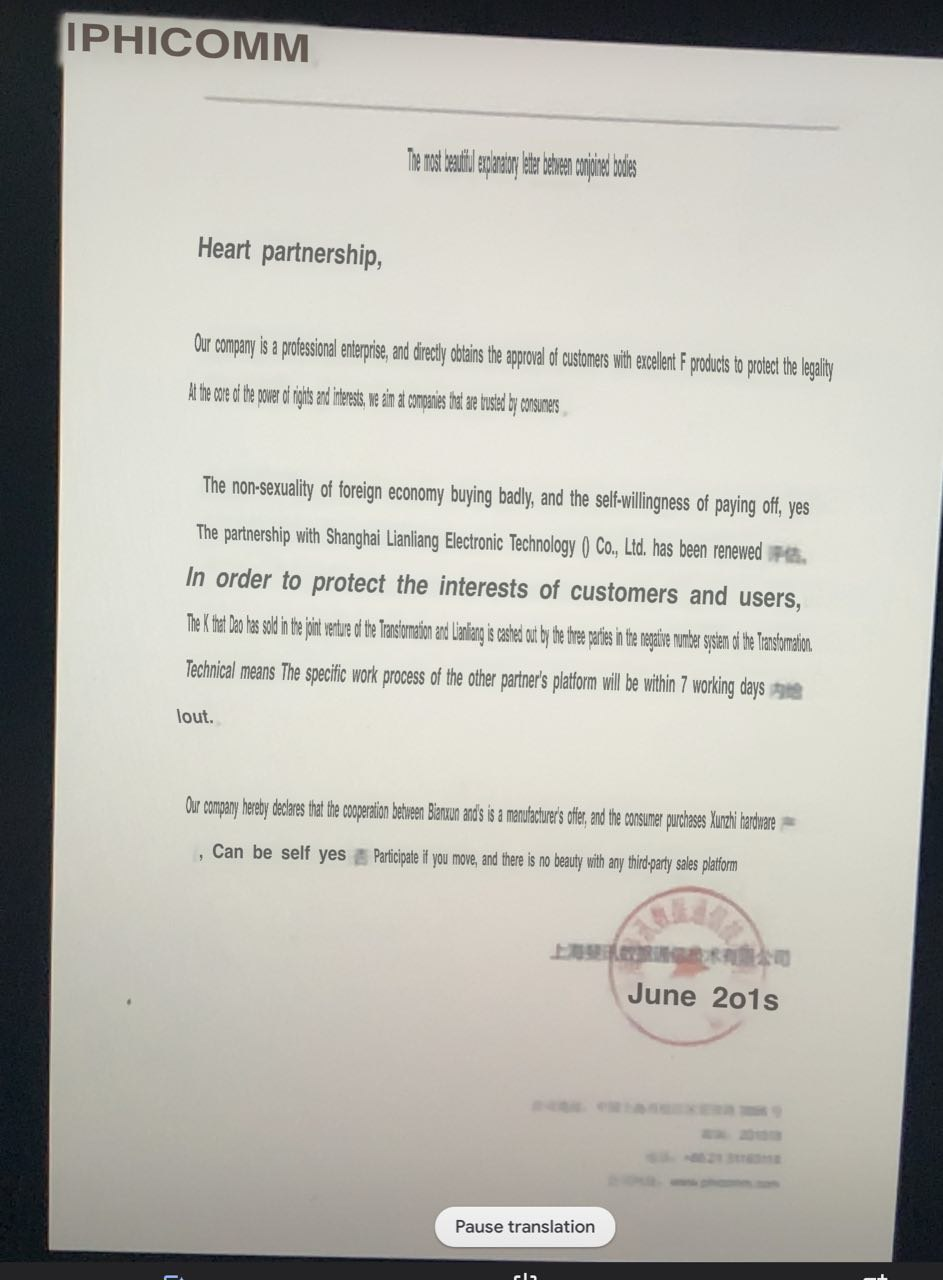 IPHICOMM
The most beautiful explanatory letter between conjoined bodies
Heart partnership,
Our company is a professional enterprise, and directly obtains the approval of customers with excellent F products to protect the legality
At the core of the power of rights and interests, we aim at companies that are trusted by consumers
The non-sexuality of foreign economy buying badly, and the self-willingness of paying off, yes
The partnership with Shanghai Lianliang Electronic Technology () Co., Ltd. has been renewed 评估。
In order to protect the interests of customers and users,
The K that Dao has sold in the joint venture of the Transformation and Lianliang is cashed out by the three parties in the negative number system of the Transformation.
Technical means The specific work process of the other partner's platform will be within 7 working days 内给
\out.
Our company hereby declares that the cooperation between Bianxun and's is a manufacturer's offer, and the consumer purchases Xunzhi hardware
, Can be self yes 否 Participate if you move, and there is no beauty with any third-party sales platform
上海斐讯数据通信技术有限公司
June 2o1s
www.phicomm.com
Pause translation